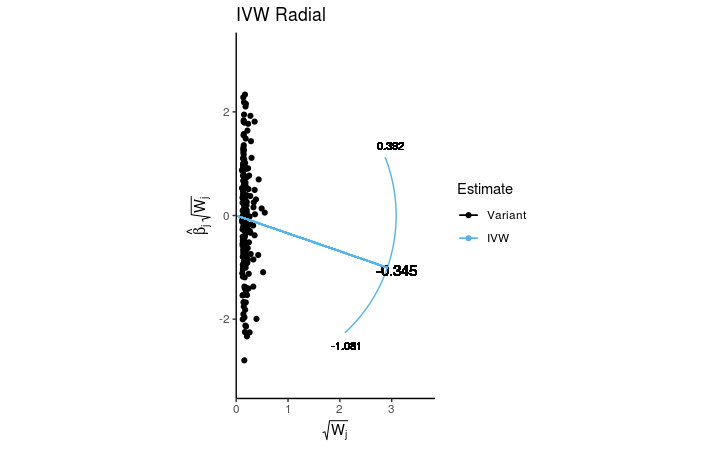 IVW Radial
β̂ⱼ√Wⱼ
2
0
-2
0 1 2 3
√Wⱼ
0.392
-0.345
-1.081
Estimate
Variant
IVW